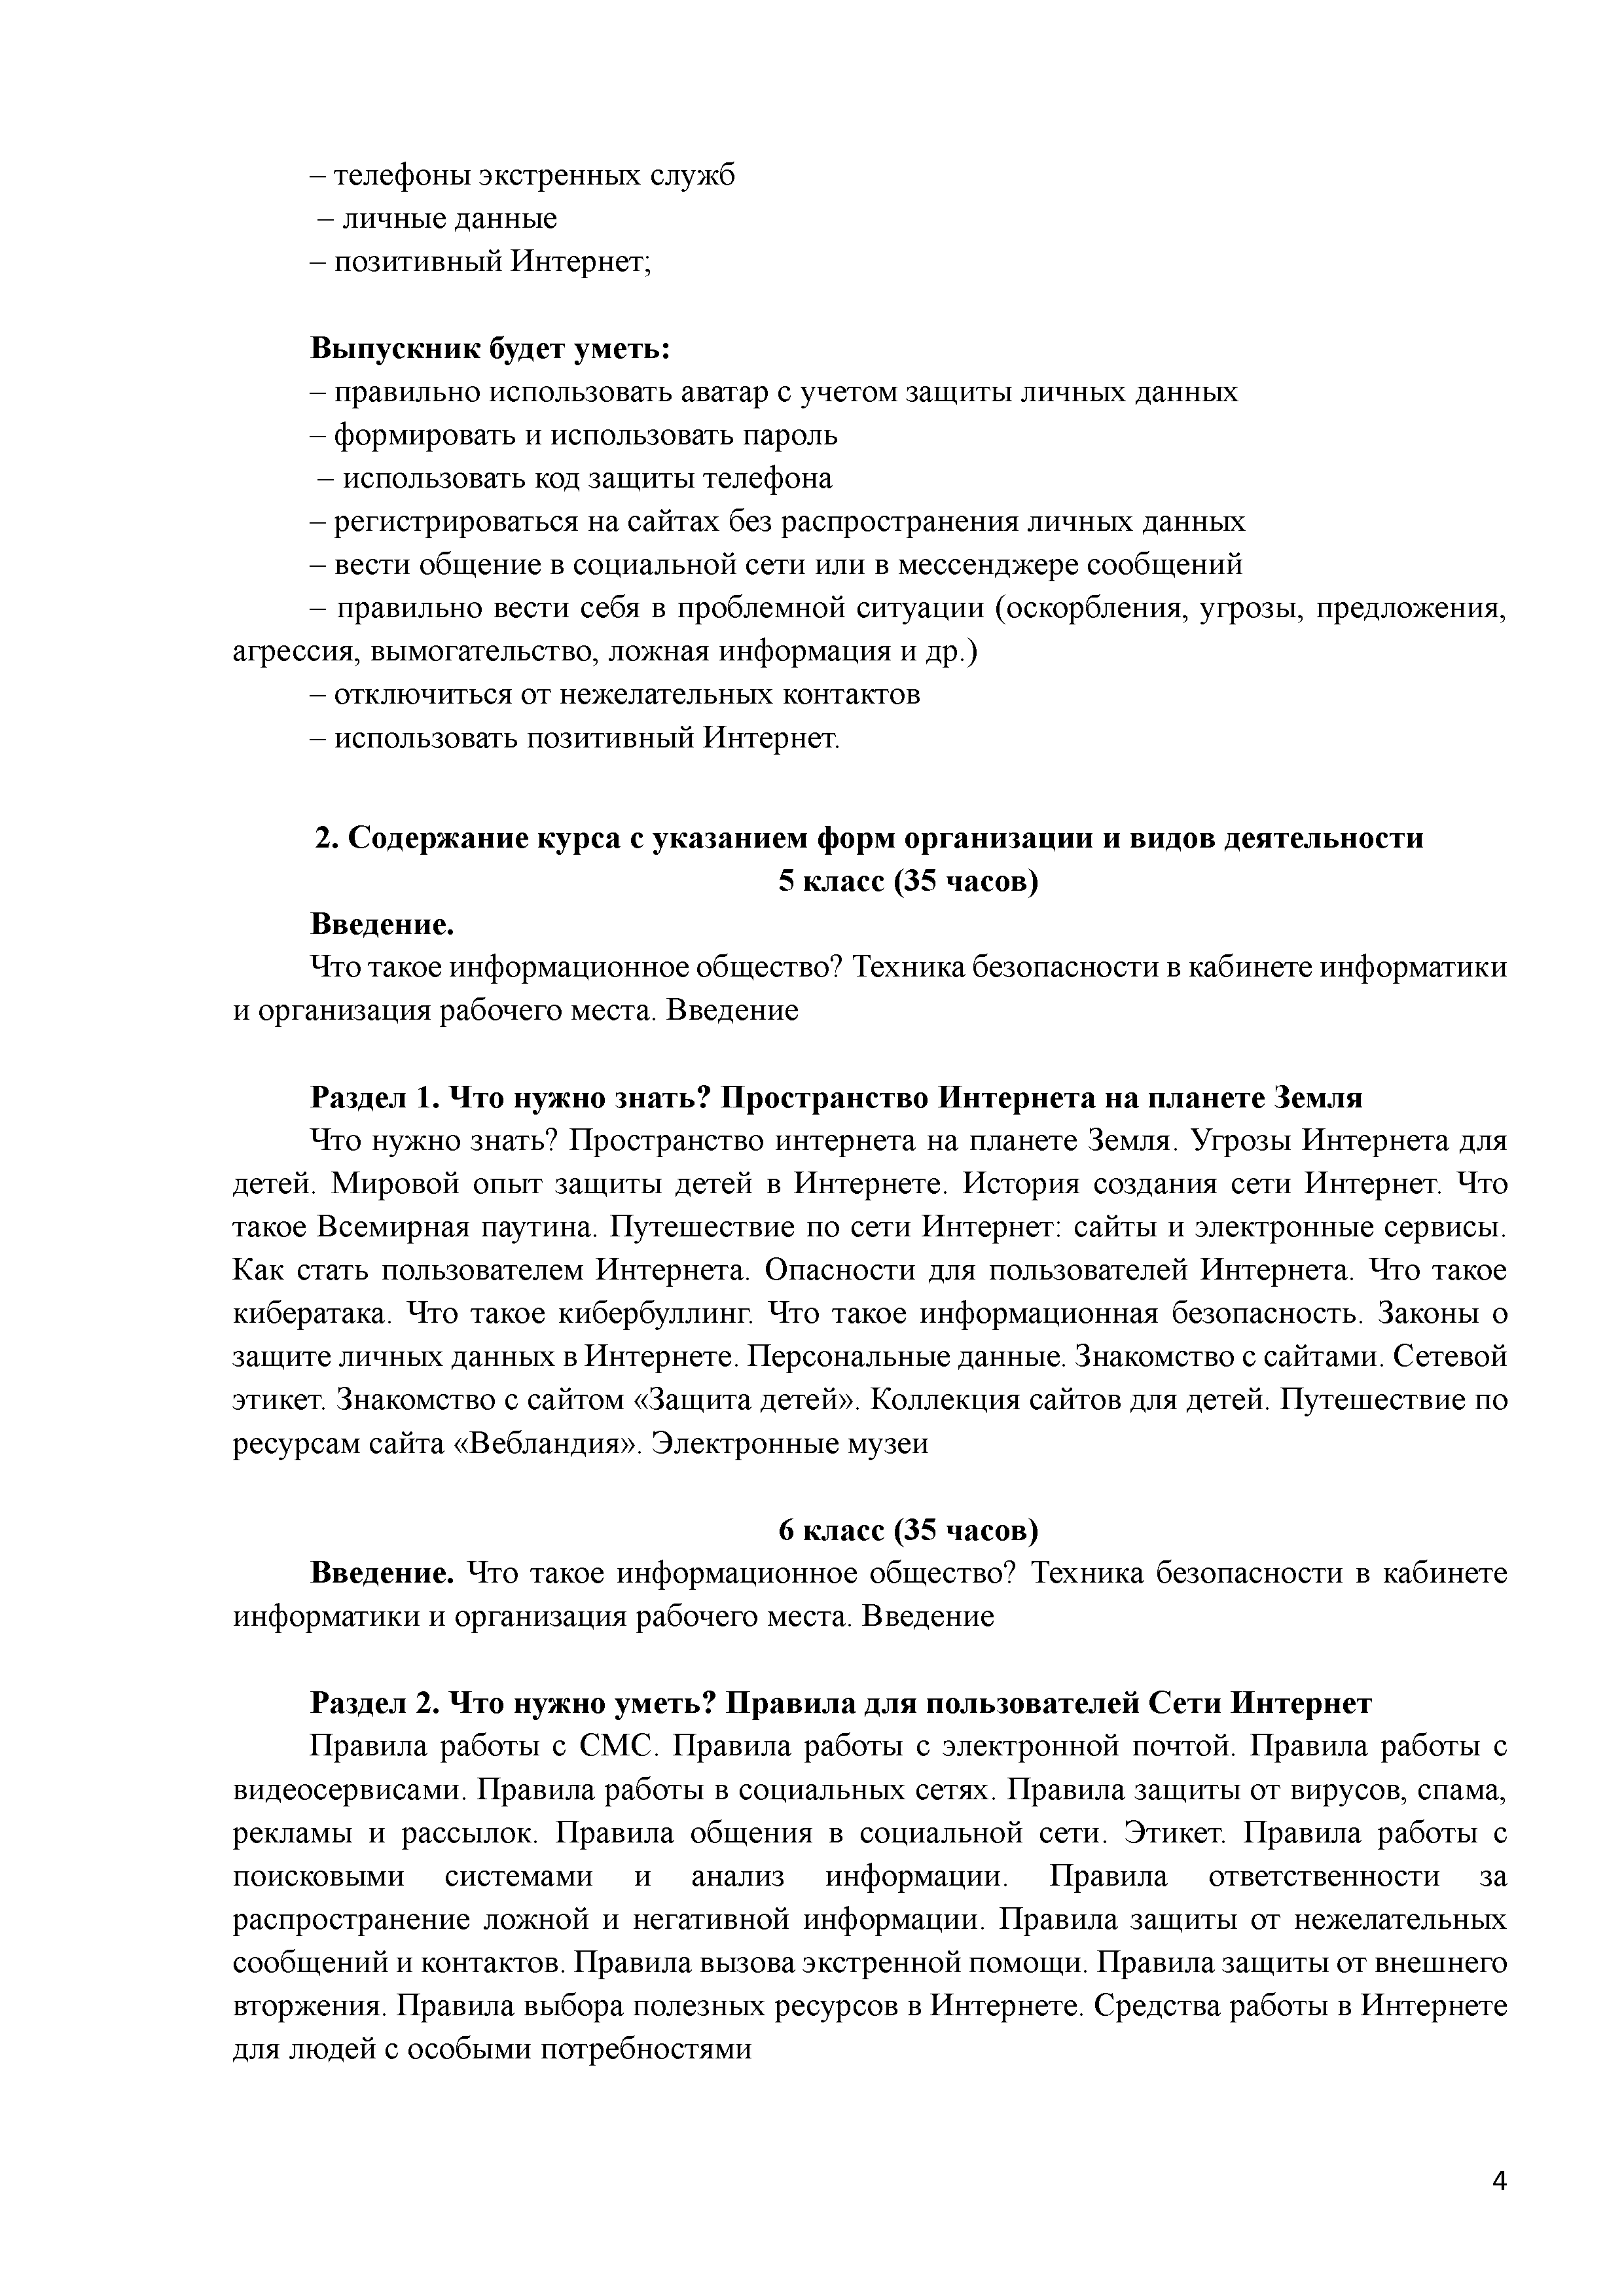 – телефоны экстренных служб
– личные данные
– позитивный Интернет;
Выпускник будет уметь:
– правильно использовать аватар с учетом защиты личных данных
– формировать и использовать пароль
– использовать код защиты телефона
– регистрироваться на сайтах без распространения личных данных
– вести общение в социальной сети или в мессенджере сообщений
– правильно вести себя в проблемной ситуации (оскорбления, угрозы, предложения,
агрессия, вымогательство, ложная информация и др.)
– отключиться от нежелательных контактов
– использовать позитивный Интернет.
2. Содержание курса с указанием форм организации и видов деятельности
5 класс (35 часов)
Введение.
Что такое информационное общество? Техника безопасности в кабинете информатики
и организация рабочего места. Введение
Раздел 1. Что нужно знать? Пространство Интернета на планете Земля
Что нужно знать? Пространство интернета на планете Земля. Угрозы Интернета для
детей. Мировой опыт защиты детей в Интернете. История создания сети Интернет. Что
такое Всемирная паутина. Путешествие по сети Интернет: сайты и электронные сервисы.
Как стать пользователем Интернета. Опасности для пользователей Интернета. Что такое
кибератака. Что такое кибербуллинг. Что такое информационная безопасность. Законы о
защите личных данных в Интернете. Персональные данные. Знакомство с сайтами. Сетевой
этикет. Знакомство с сайтом «Защита детей». Коллекция сайтов для детей. Путешествие по
ресурсам сайта «Вебландия». Электронные музеи
6 класс (35 часов)
Введение. Что такое информационное общество? Техника безопасности в кабинете
информатики и организация рабочего места. Введение
Раздел 2. Что нужно уметь? Правила для пользователей Сети Интернет
Правила работы с СМС. Правила работы с электронной почтой. Правила работы с
видеосервисами. Правила работы в социальных сетях. Правила защиты от вирусов, спама,
рекламы и рассылок. Правила общения в социальной сети. Этикет. Правила работы с
поисковыми системами и анализ информации. Правила ответственности за
распространение ложной и негативной информации. Правила защиты от нежелательных
сообщений и контактов. Правила вызова экстренной помощи. Правила защиты от внешнего
вторжения. Правила выбора полезных ресурсов в Интернете. Средства работы в Интернете
для людей с особыми потребностями
4